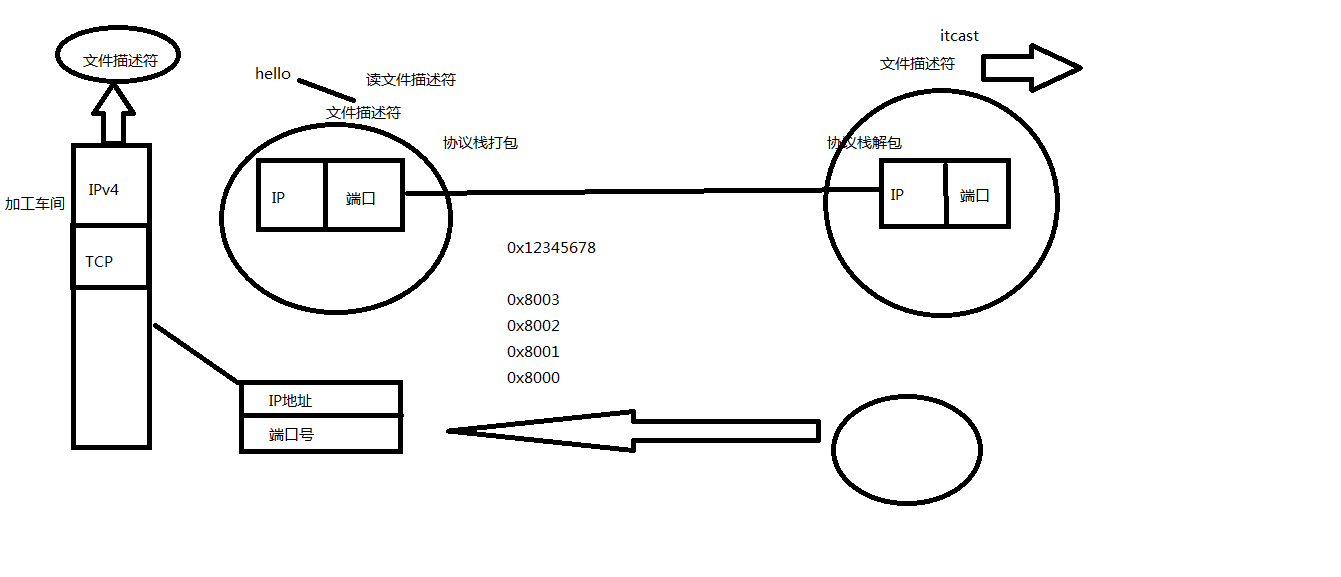 itcast
文件描述符
文件描述符
hello
读文件描述符
文件描述符
协议栈打包
协议栈解包
IPv4
加工车间
IP
端口
IP
端口
TCP
0x12345678
0x8003
0x8002
0x8001
0x8000
IP地址
端口号